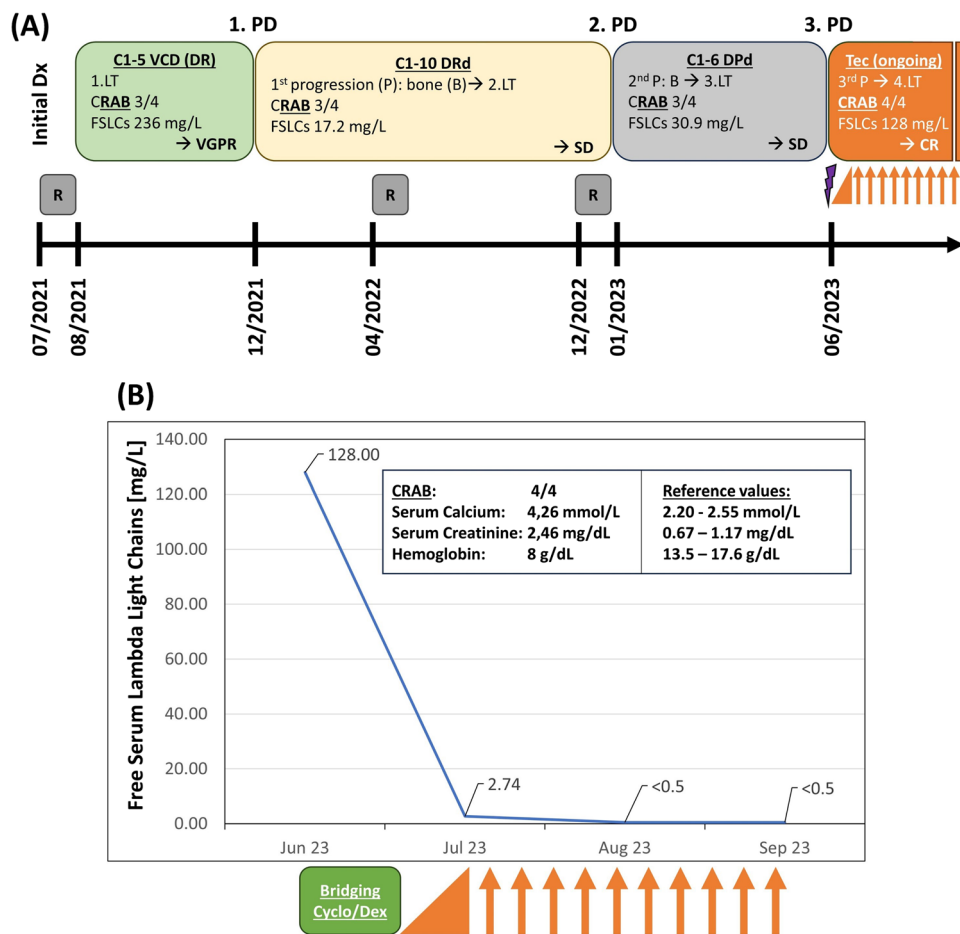 (A)
Initial Dx
1. PD
2. PD
3. PD
C1-5 VCD (DR)
1.LT
CRAB 3/4
FSLCs 236 mg/L
→ VGPR
C1-10 DRd
1st progression (P): bone (B)→ 2.LT
CRAB 3/4
FSLCs 17.2 mg/L
→ SD
C1-6 DPd
2nd P: B → 3.LT
CRAB 3/4
FSLCs 30.9 mg/L
→ SD
Tec (ongoing)
3rd P → 4.LT
CRAB 4/4
FSLCs 128 mg/L
→ CR
R
R
R
07/2021
08/2021
12/2021
04/2022
12/2022
01/2023
06/2023
(B)
Free Serum Lambda Light Chains [mg/L]
140.00
120.00
100.00
80.00
60.00
40.00
20.00
0.00
128.00
2.74
<0.5
<0.5
CRAB: 4/4
Serum Calcium: 4,26 mmol/L
Serum Creatinine: 2,46 mg/dL
Hemoglobin: 8 g/dL
Reference values:
2.20 - 2.55 mmol/L
0.67 – 1.17 mg/dL
13.5 – 17.6 g/dL
Jun 23
Jul 23
Aug 23
Sep 23
Bridging
Cyclo/Dex